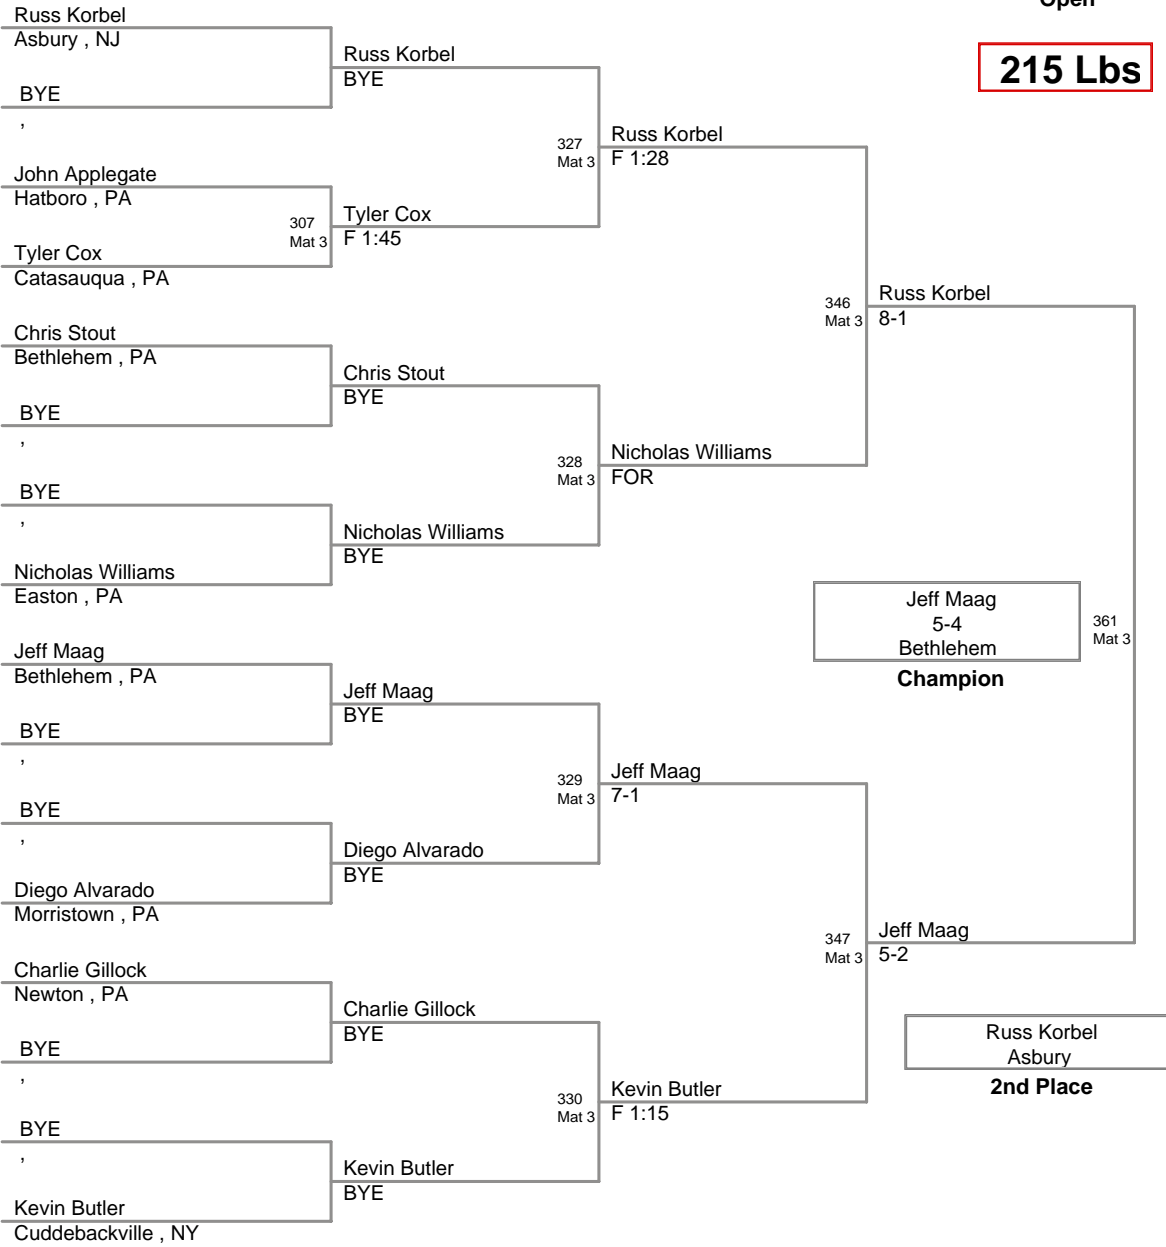 Open
215 Lbs
Russ Korbel
Asbury , NJ
BYE
,
John Applegate
Hatboro , PA
Tyler Cox
Catasauqua , PA
Chris Stout
Bethlehem , PA
BYE
,
BYE
,
Nicholas Williams
Easton , PA
Jeff Maag
Bethlehem , PA
BYE
,
BYE
,
Diego Alvarado
Morristown , PA
Charlie Gillock
Newton , PA
BYE
,
BYE
,
Kevin Butler
Cuddebackville , NY
Russ Korbel
BYE
307
Mat 3
Tyler Cox
F 1:45
Chris Stout
BYE
Nicholas Williams
BYE
Jeff Maag
BYE
Diego Alvarado
BYE
Charlie Gillock
BYE
Kevin Butler
BYE
327
Mat 3
Russ Korbel
F 1:28
328
Mat 3
Nicholas Williams
FOR
329
Mat 3
Jeff Maag
7-1
330
Mat 3
Kevin Butler
F 1:15
346
Mat 3
Russ Korbel
8-1
347
Mat 3
Jeff Maag
5-2
361
Mat 3
Jeff Maag
5-4
Bethlehem
Champion
Russ Korbel
Asbury
2nd Place